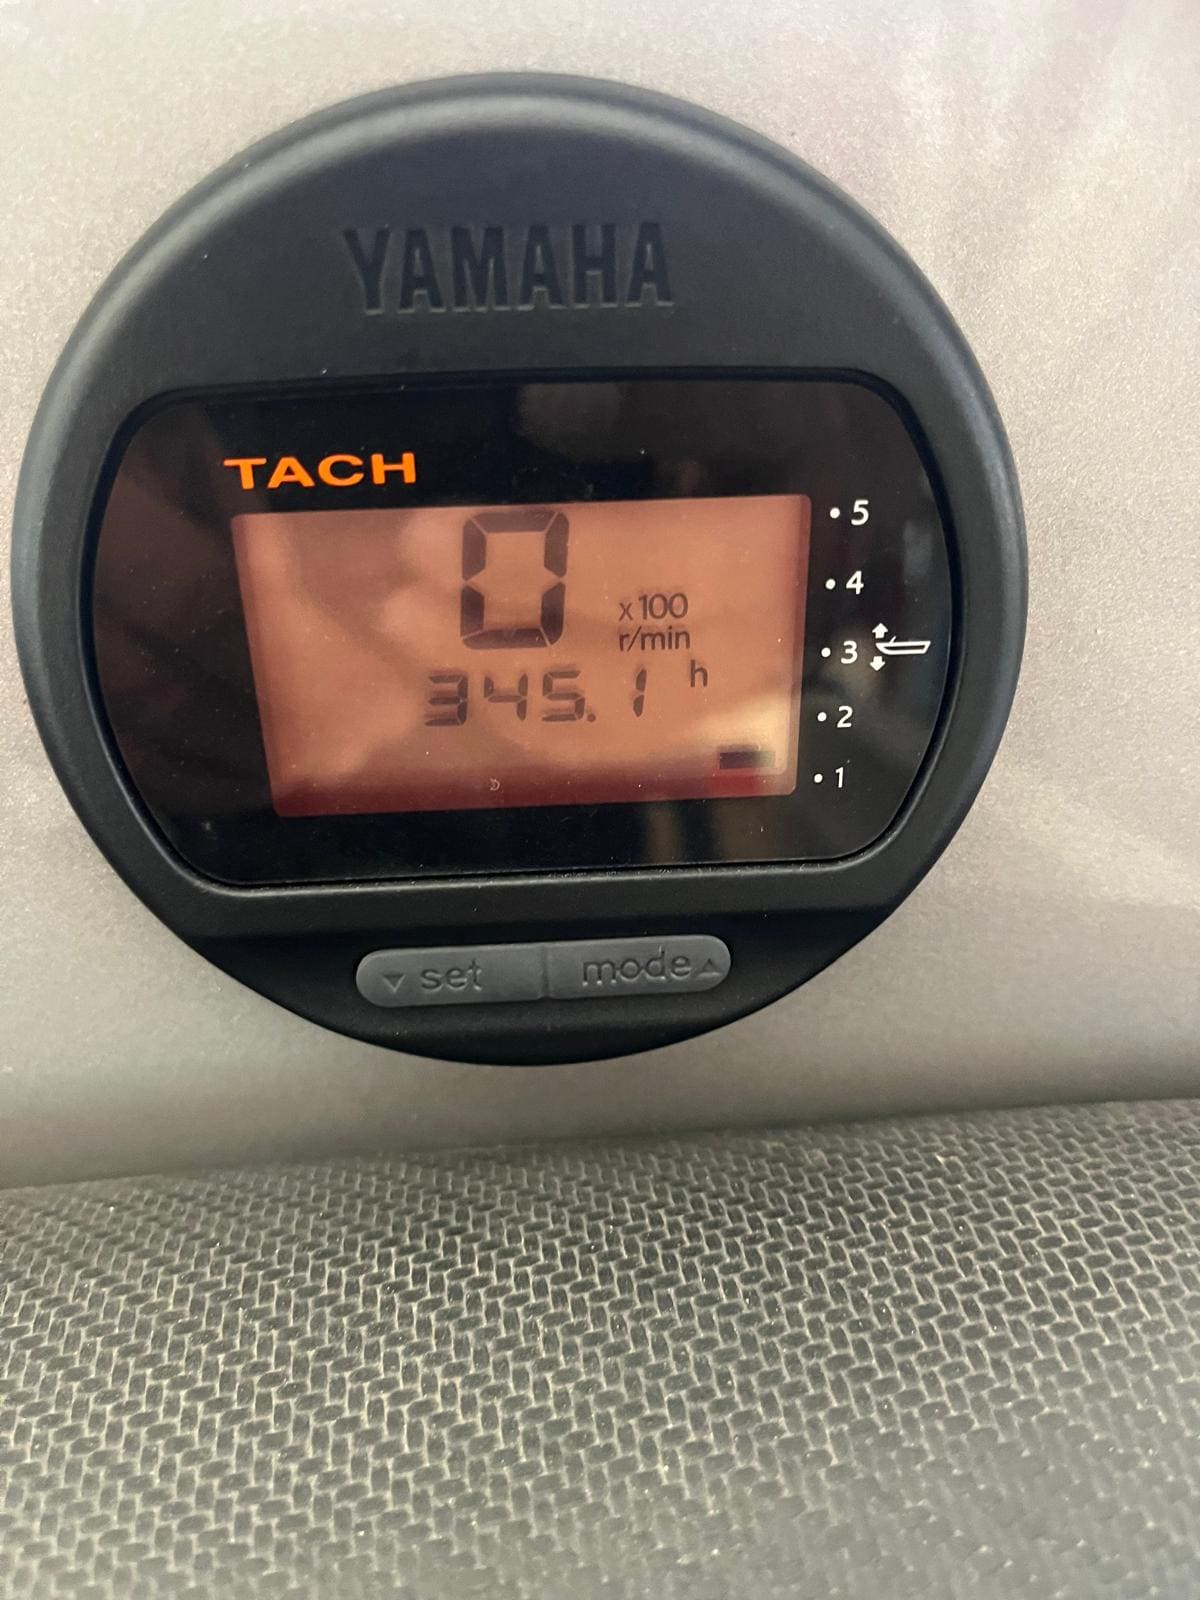 YAMAHA
TACH
0
x100
r/min
345.1 h
• 5
• 4
• 3
• 2
• 1
▼ set mode ▲